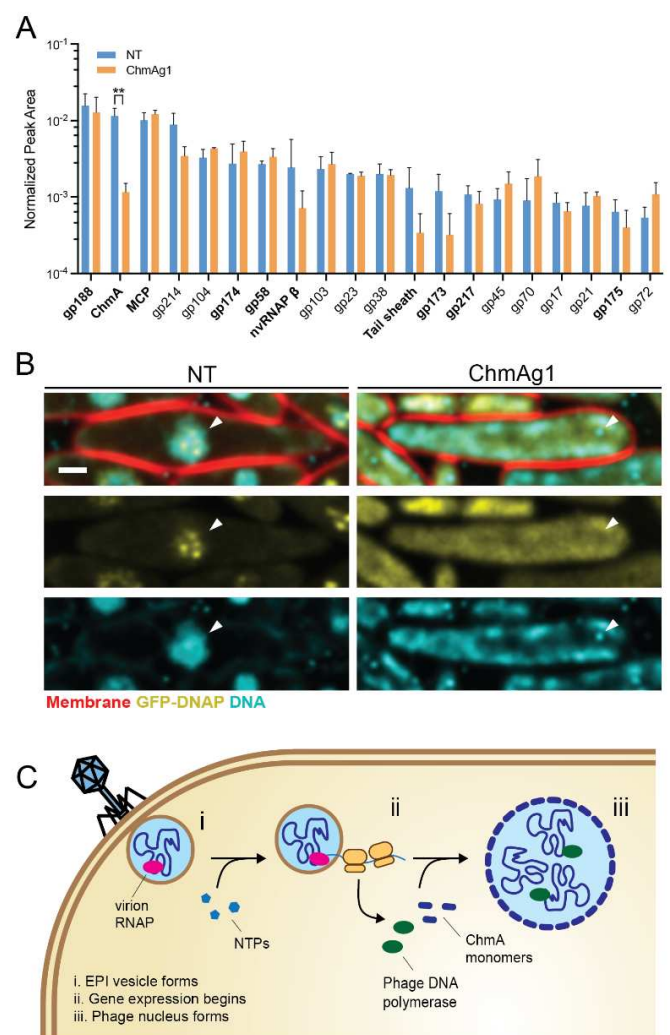 A
10-1
10-2
10-3
10-4
Normalized Peak Area
NT
ChmAg1
**
gp188
ChmA
MCP
gp214
gp104
gp174
gp58
nvRNAP β
gp103
gp23
gp38
Tail sheath
gp173
gp217
gp45
gp70
gp17
gp21
gp175
gp72
B
NT
ChmAg1
Membrane GFP-DNAP DNA
C
i
ii
iii
virion
RNAP
NTPs
ChmA
monomers
Phage DNA
polymerase
i. EPI vesicle forms
ii. Gene expression begins
iii. Phage nucleus forms